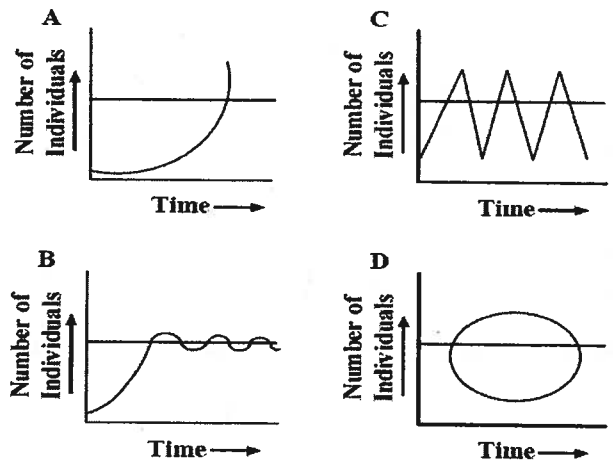 A
Number of
Individuals
Time
B
Number of
Individuals
Time
C
Number of
Individuals
Time
D
Number of
Individuals
Time